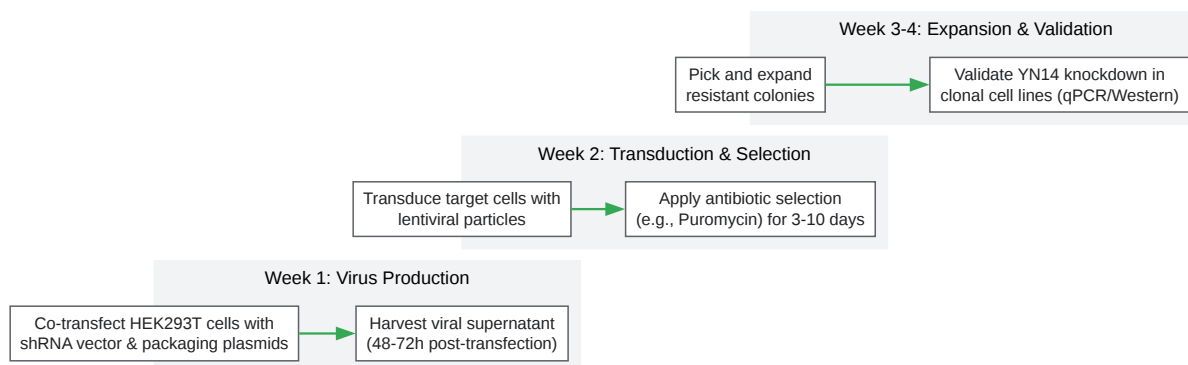 Week 3-4: Expansion & Validation
Pick and expand
resistant colonies
Validate YN14 knockdown in
clonal cell lines (qPCR/Western)
Week 2: Transduction & Selection
Transduce target cells with
lentiviral particles
Apply antibiotic selection
(e.g., Puromycin) for 3-10 days
Week 1: Virus Production
Co-transfect HEK293T cells with
shRNA vector & packaging plasmids
Harvest viral supernatant
(48-72h post-transfection)